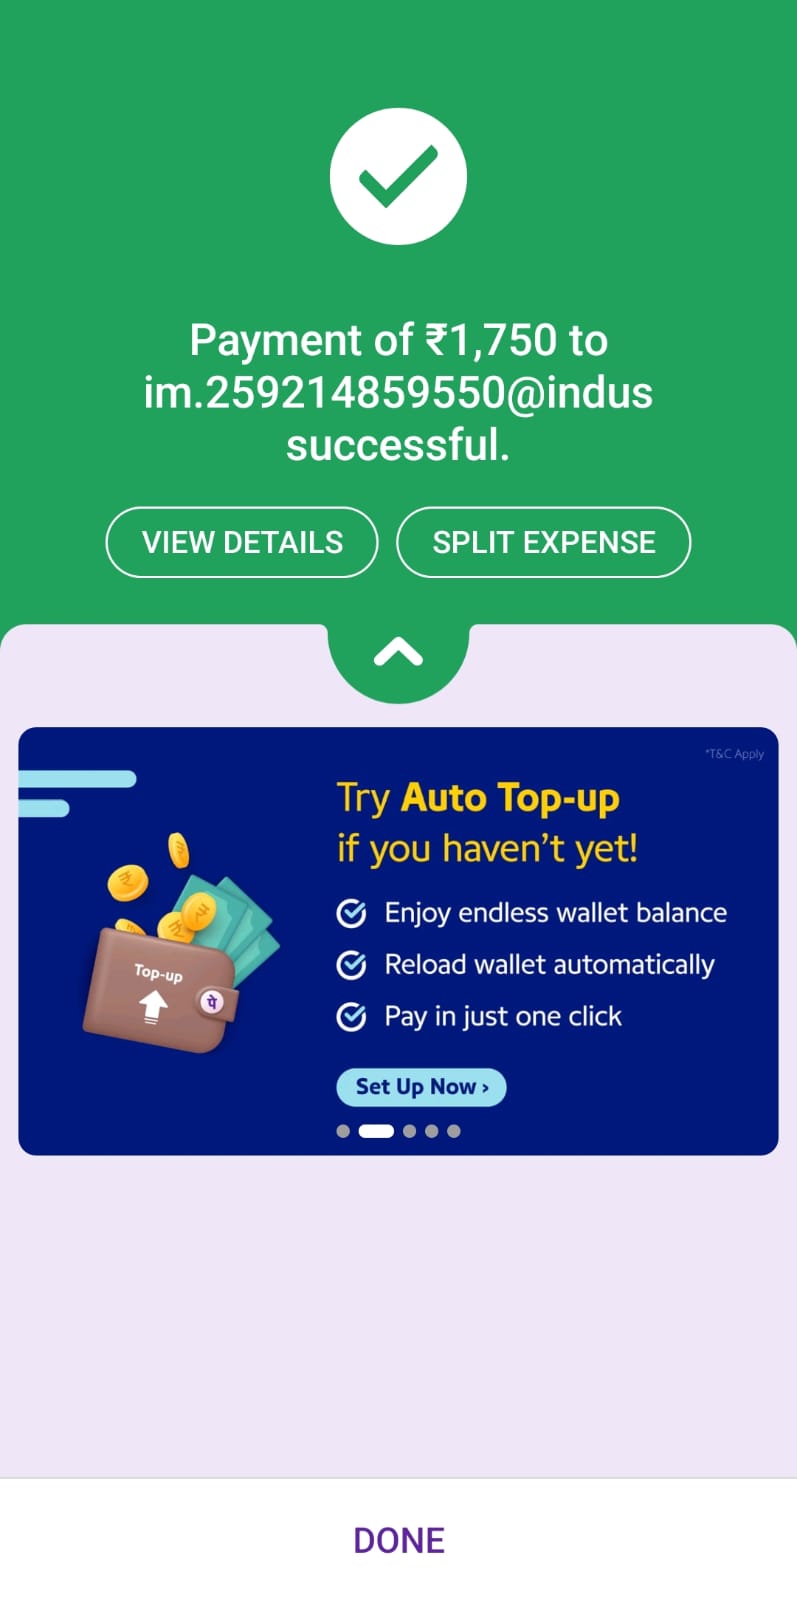 Payment of ₹1,750 to
im.259214859550@indus
successful.
VIEW DETAILS
SPLIT EXPENSE
*T&C Apply
Try Auto Top-up
if you haven't yet!
Enjoy endless wallet balance
Reload wallet automatically
Pay in just one click
Top-up
पे
Set Up Now ›
DONE